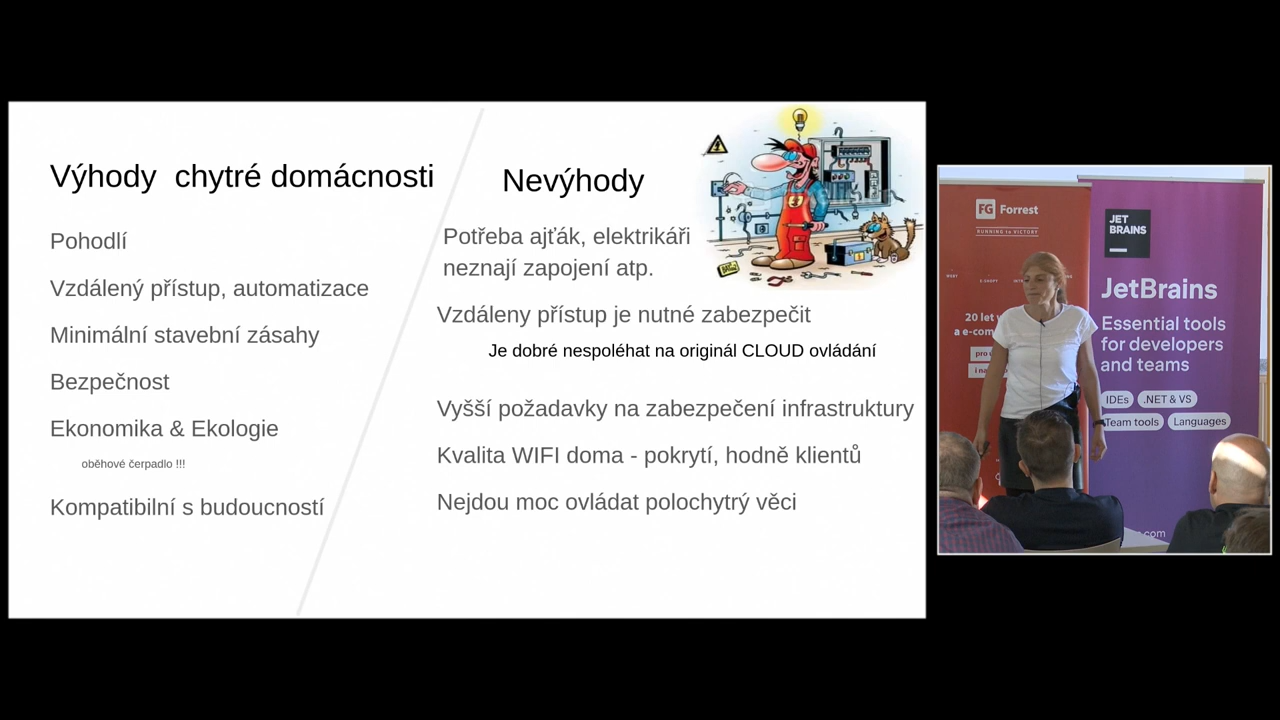 Výhody  chytré domácnosti
Pohodlí
Vzdálený přístup, automatizace
Minimální stavební zásahy
Bezpečnost
Ekonomika & Ekologie
oběhové čerpadlo !!!
Kompatibilní s budoucností
Nevýhody
Potřeba ajťák, elektrikáři
neznají zapojení atp.
Vzdáleny přístup je nutné zabezpečit
Je dobré nespoléhat na originál CLOUD ovládání
Vyšší požadavky na zabezpečení infrastruktury
Kvalita WIFI doma - pokrytí, hodně klientů
Nejdou moc ovládat polochytrý věci
FG Forrest
RUNNING to VICTORY
20 let
a e-com
JET
BRAINS
JetBrains
Essential tools
for developers
and teams
IDEs .NET & VS
Team tools Languages
.com